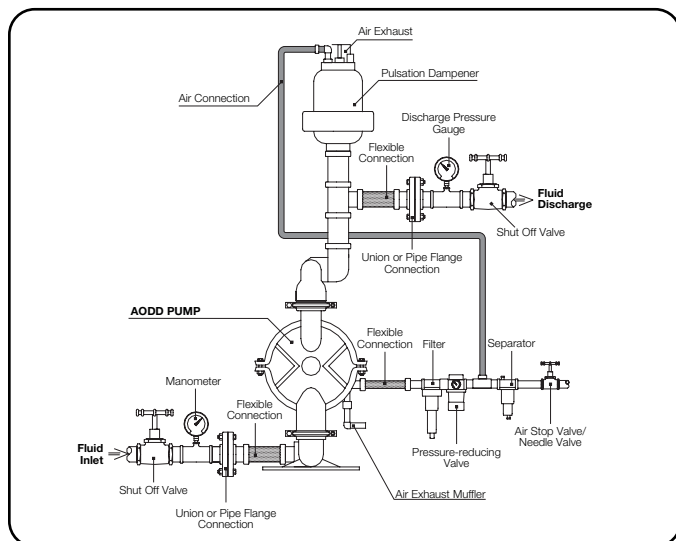 Air Exhaust
Pulsation Dampener
Air Connection
Discharge Pressure
Gauge
Flexible
Connection
Fluid
Discharge
Shut Off Valve
Union or Pipe Flange
Connection
AODD PUMP
Flexible
Connection
Filter
Separator
Manometer
Flexible
Connection
Air Stop Valve/
Needle Valve
Pressure-reducing
Valve
Fluid
Inlet
Shut Off Valve
Air Exhaust Muffler
Union or Pipe Flange
Connection